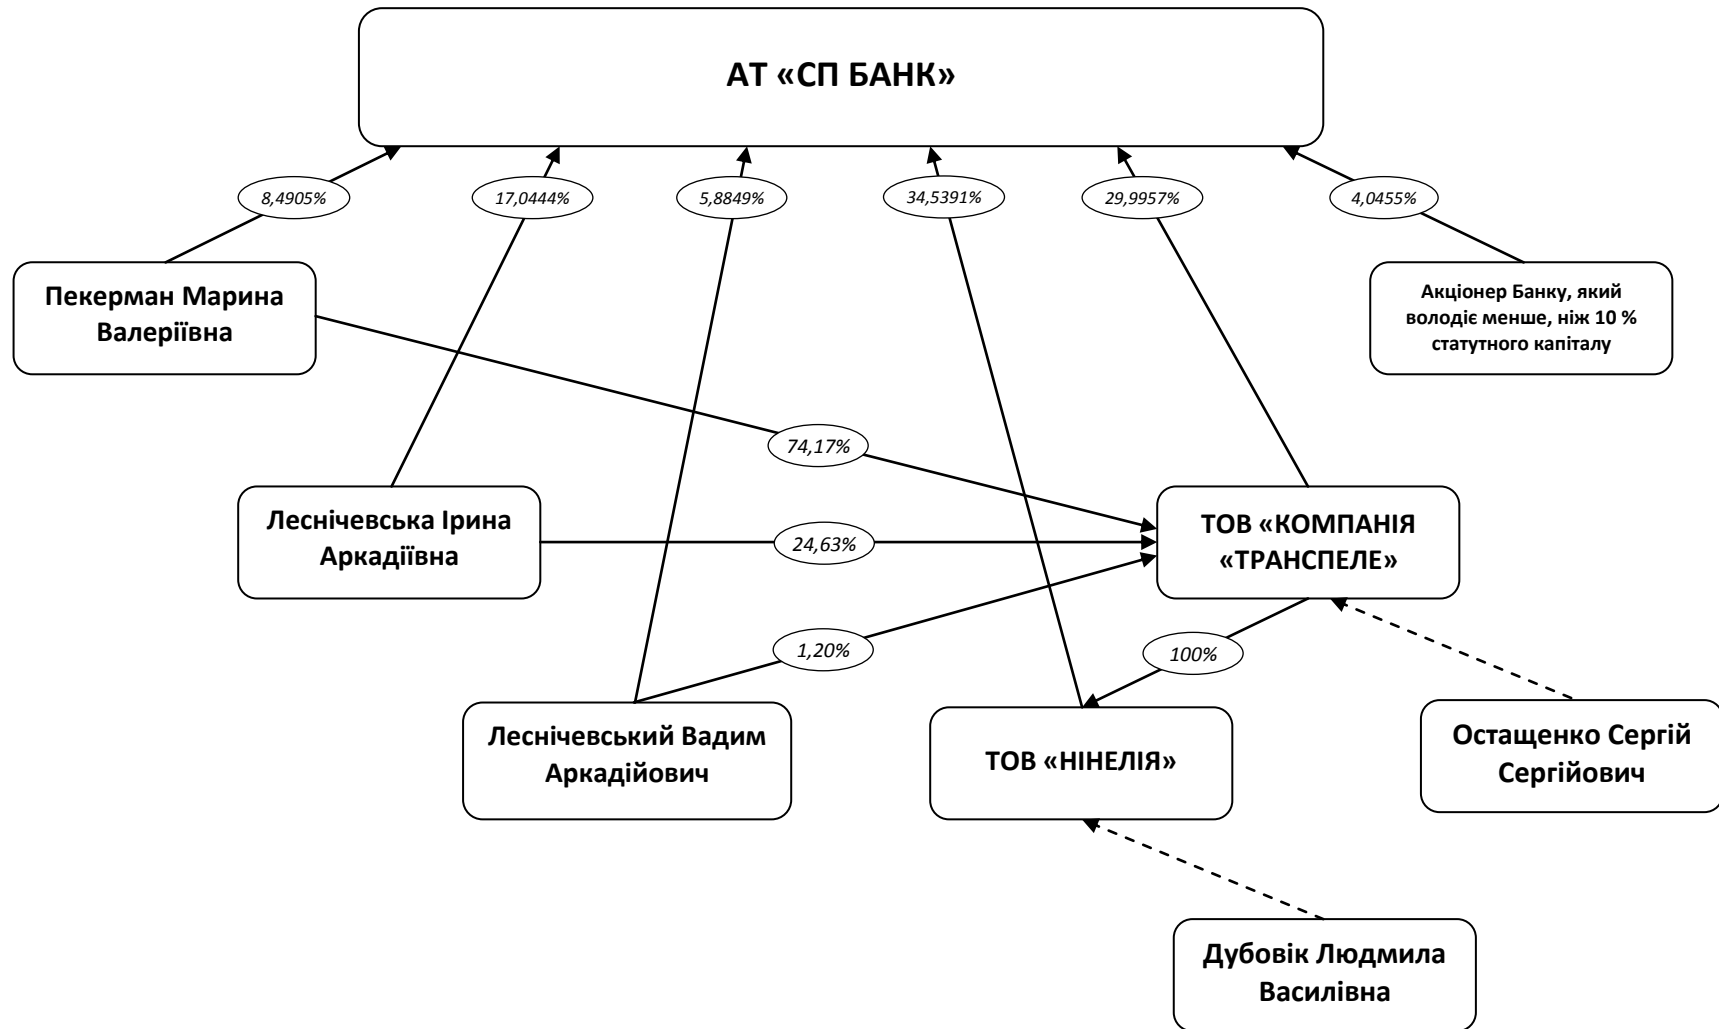 АТ «СП БАНК»
8,4905%
17,0444%
5,8849%
34,5391%
29,9957%
4,0455%
Пекерман Марина
Валеріївна
Акціонер Банку, який
володіє менше, ніж 10 %
статутного капіталу
74,17%
Леснічевська Ірина
Аркадіївна
24,63%
ТОВ «КОМПАНІЯ
«ТРАНСПЕЛЕ»
1,20%
100%
Леснічевський Вадим
Аркадійович
ТОВ «НІНЕЛІЯ»
Остащенко Сергій
Сергійович
Дубовік Людмила
Василівна